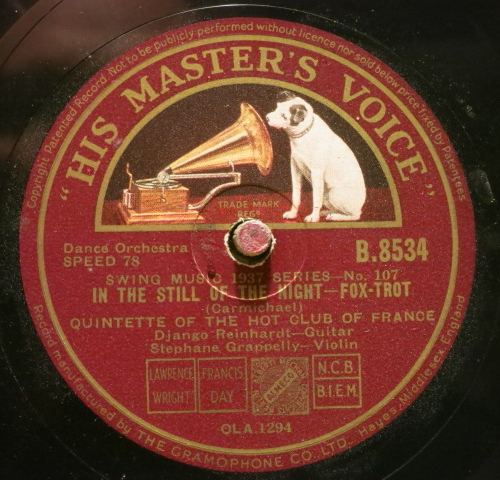 Copyright Patented Record. Not to be publicly performed without licence nor sold below price fixed by Patentees
"HIS MASTER'S VOICE"
TRADE-MARK
REGD
Dance Orchestra
SPEED 78
B.8534
SWING MUSIC 1937 SERIES—No. 107
IN THE STILL OF THE NIGHT—FOX-TROT
(Carmichael)
QUINTETTE OF THE HOT CLUB OF FRANCE
Django Reinhardt—Guitar
Stephane Grappelly—Violin
LAWRENCE WRIGHT
FRANCIS DAY
N.C.B.
B.I.E.M.
OLA.1294
Record manufactured by THE GRAMOPHONE CO., LTD., Hayes, Middlesex, England